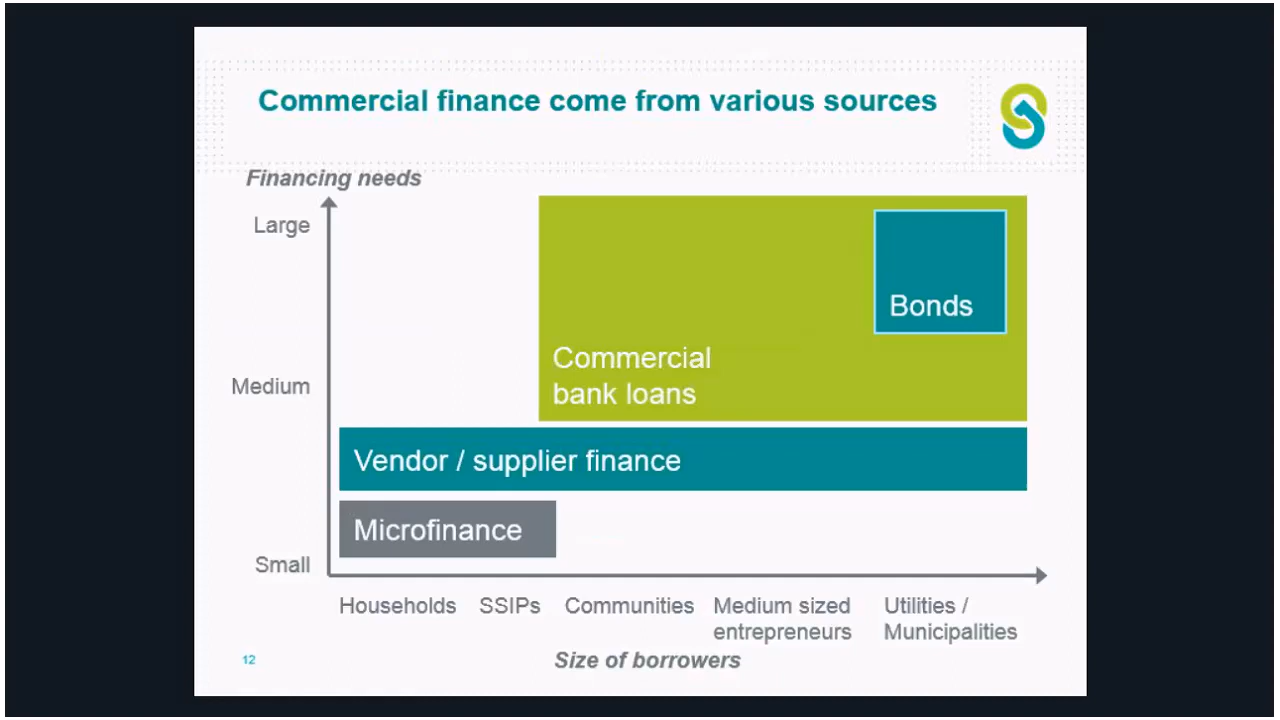 Commercial finance come from various sources
Financing needs
Large
Bonds
Commercial
bank loans
Medium
Vendor / supplier finance
Microfinance
Small
Households SSIPs Communities Medium sized Utilities /
entrepreneurs Municipalities
12
Size of borrowers